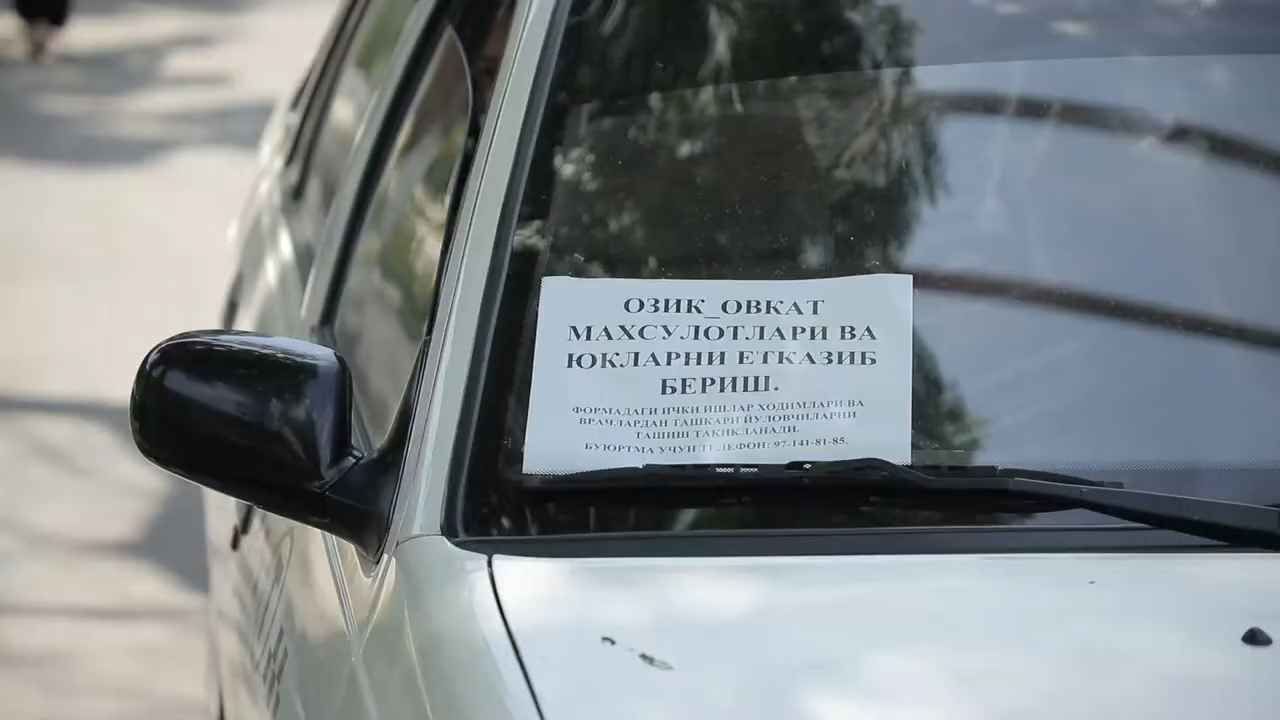 ОЗИК_ОВКАТ
МАХСУЛОТЛАРИ ВА
ЮКЛАРНИ ЕТКАЗИБ
БЕРИШ.
ФОРМАДАГИ ИЧКИ ИШЛАР ХОДИМЛАРИ ВА
ВРАЧЛАРДАН ТАШКАРИ ЙУЛОВЧИЛАРНИ
ТАШИШ ТАКИКЛАНАДИ.
БУЮРТМА УЧУН ТЕЛЕФОН: 97-141-81-85.